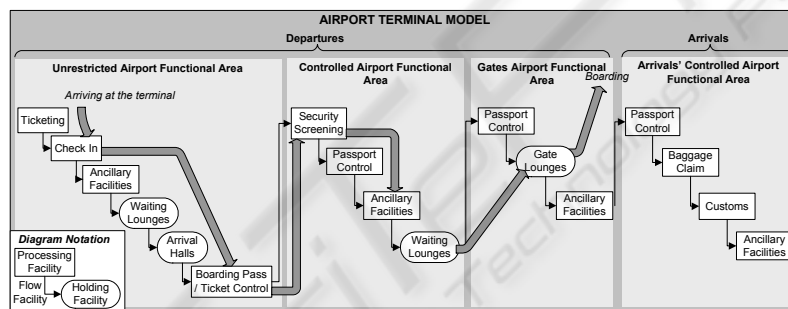 AIRPORT TERMINAL MODEL
Departures
Arrivals
Unrestricted Airport Functional Area
Controlled Airport Functional
Area
Gates Airport Functional
Area
Boarding
Arrivals' Controlled Airport
Functional Area
Arriving at the terminal
Ticketing
Check In
Ancillary
Facilities
Waiting
Lounges
Arrival
Halls
Boarding Pass
/ Ticket Control
Security
Screening
Passport
Control
Ancillary
Facilities
Waiting
Lounges
Passport
Control
Gate
Lounges
Ancillary
Facilities
Passport
Control
Baggage
Claim
Customs
Ancillary
Facilities
Diagram Notation
Processing
Facility
Flow
Facility
Holding
Facility